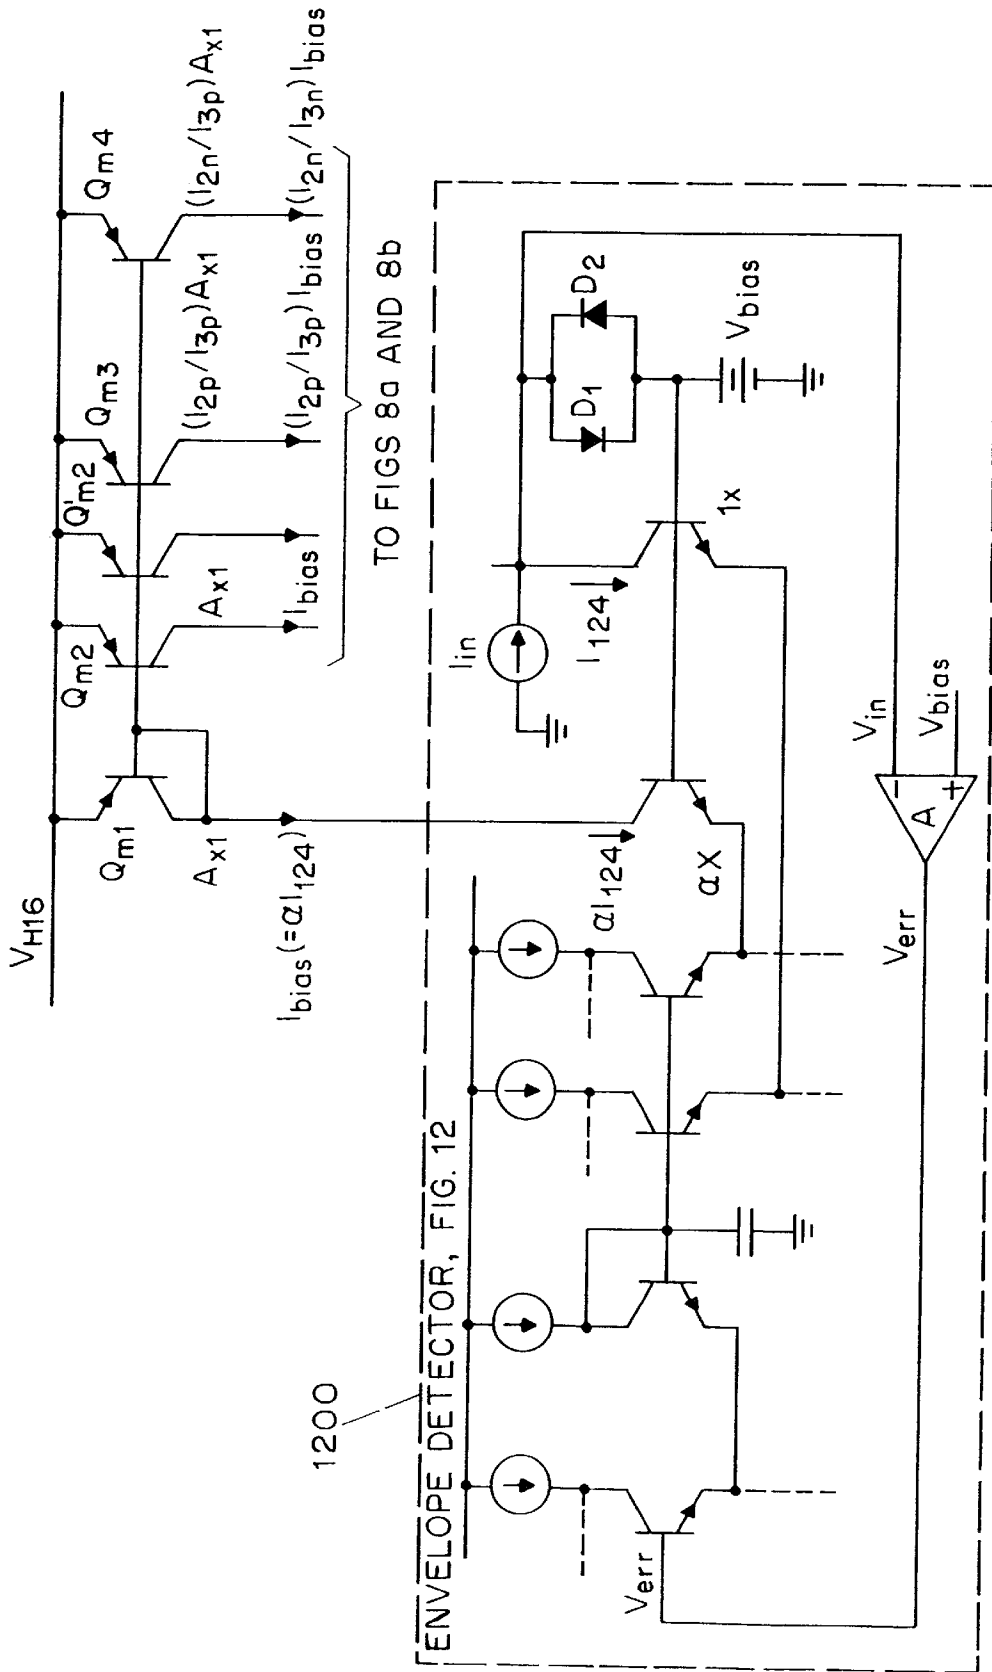 V_H16
Q_m1
Q_m2
Q'_m2
Q_m3
Q_m4
A_x1
A_x1
(I_2p/I_3p)A_x1
(I_2n/I_3p)A_x1
I_bias(=αI_124)
I_bias
(I_2p/I_3p)I_bias
(I_2n/I_3n)I_bias
TO FIGS 8a AND 8b
1200
ENVELOPE DETECTOR, FIG. 12
I_in
αI_124
αX
I_124
1x
D_1
D_2
V_bias
V_err
V_err
A
-
+
V_in
V_bias